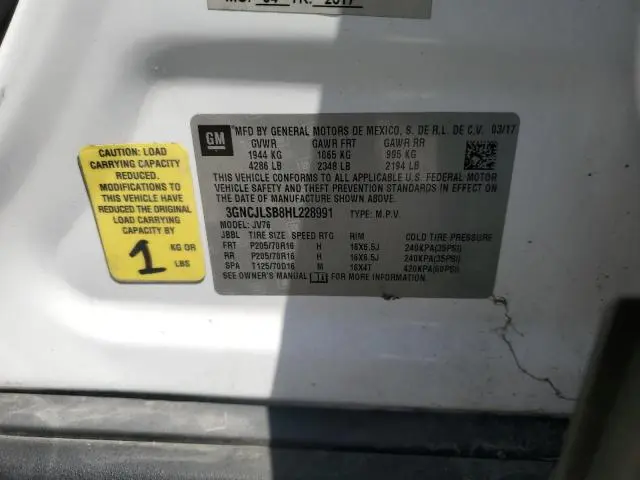 MO. 04 YR. 2017
GM
MFD BY GENERAL MOTORS DE MEXICO, S. DE R.L. DE C.V. 03/17
GVWR GAWR FRT GAWR RR
1944 KG 1065 KG 995 KG
4286 LB 2348 LB 2194 LB
THIS VEHICLE CONFORMS TO ALL APPLICABLE U.S. FEDERAL MOTOR
VEHICLE SAFETY AND THEFT PREVENTION STANDARDS IN EFFECT ON
THE DATE OF MANUFACTURE SHOWN ABOVE.
3GNCJLSB8HL228991 TYPE: M.P.V.
MODEL: JV76
JBBL TIRE SIZE SPEED RTG RIM COLD TIRE PRESSURE
FRT P205/70R16 H 16X6.5J 240KPA(35PSI)
RR P205/70R16 H 16X6.5J 240KPA(35PSI)
SPA T125/70D16 M 16X4T 420KPA(60PSI)
SEE OWNER'S MANUAL
CAUTION: LOAD
CARRYING CAPACITY
REDUCED.
MODIFICATIONS TO
THIS VEHICLE HAVE
REDUCED THE ORIGINAL
LOAD CARRYING
CAPACITY BY
1 KG OR
LBS